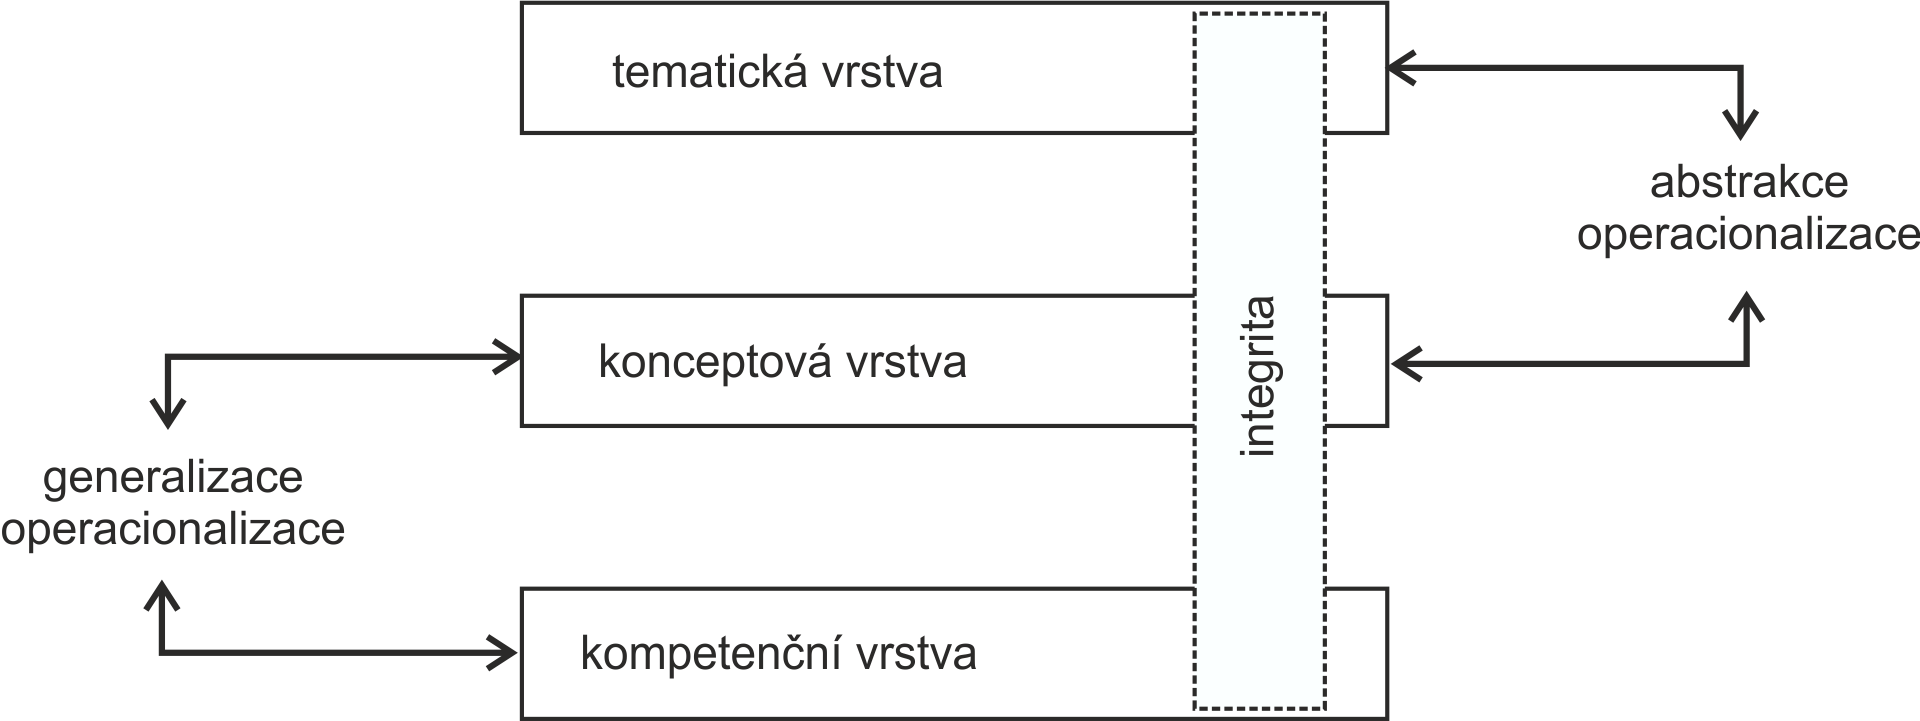 tematická vrstva
abstrakce
operacionalizace
konceptová vrstva
integrita
generalizace
operacionalizace
kompetenční vrstva